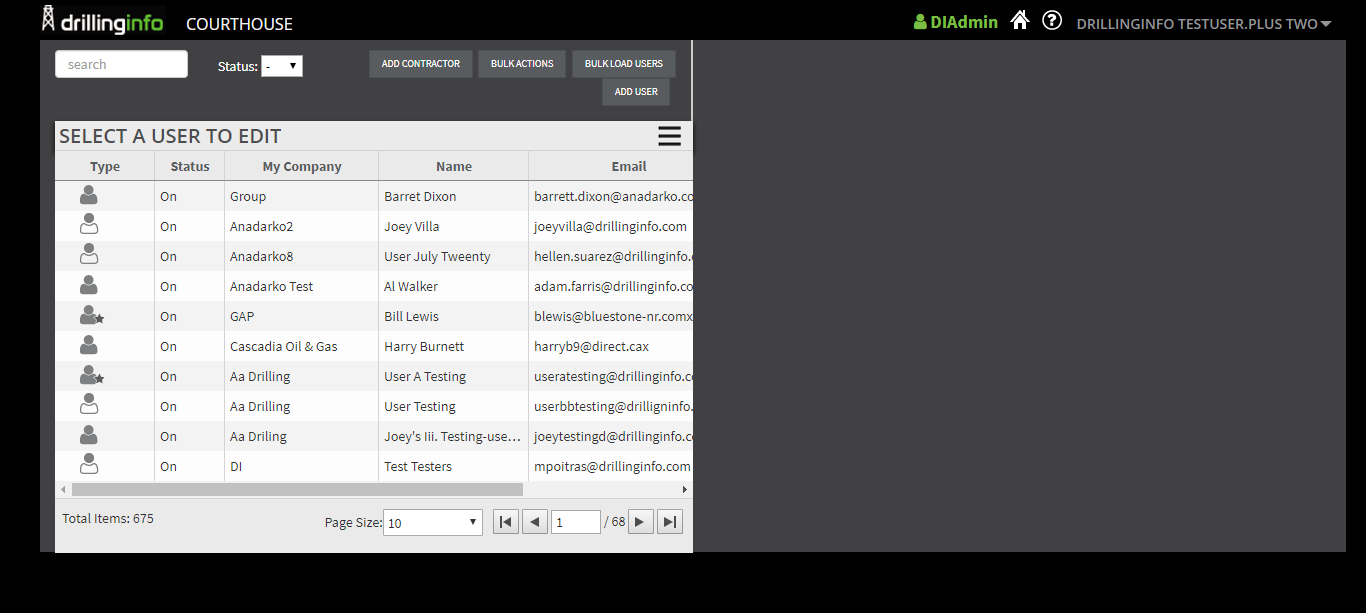 drillinginfo COURTHOUSE DIAdmin ? DRILLINGINFO TESTUSER.PLUS TWO
search Status: - ADD CONTRACTOR BULK ACTIONS BULK LOAD USERS
ADD USER
SELECT A USER TO EDIT
Type Status My Company Name Email
On Group Barret Dixon barrett.dixon@anadarko.co
On Anadarko2 Joey Villa joeyvilla@drillinginfo.com
On Anadarko8 User July Tweenty hellen.suarez@drillinginfo.
On Anadarko Test Al Walker adam.farris@drillinginfo.co
On GAP Bill Lewis blewis@bluestone-nr.comx
On Cascadia Oil & Gas Harry Burnett harryb9@direct.cax
On Aa Drilling User A Testing useratesting@drillinginfo.c
On Aa Drilling User Testing userbbtesting@drilligninfo.
On Aa Driling Joey's Iii. Testing-use... joeytestingd@drillinginfo.c
On DI Test Testers mpoitras@drillinginfo.com
Total Items: 675 Page Size: 10 1 / 68